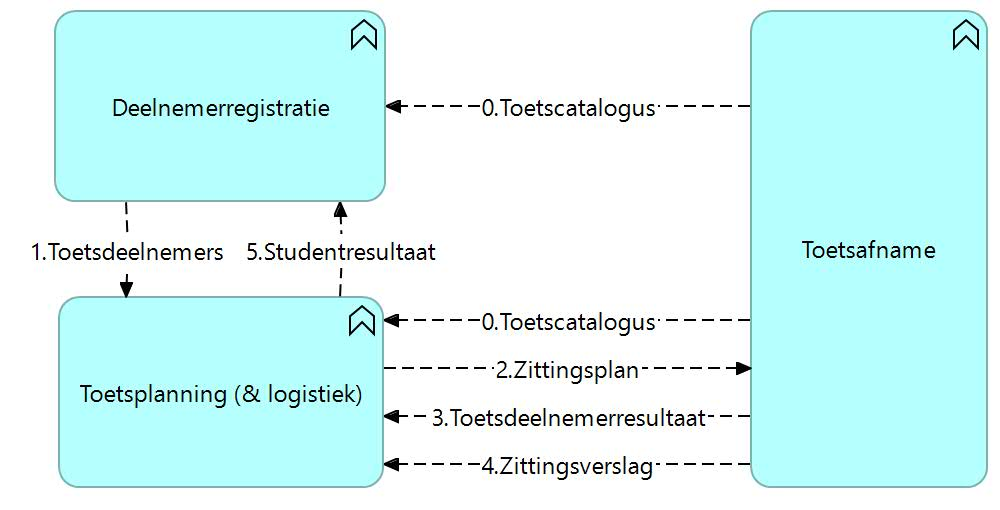 Deelnemerregistratie
0.Toetscatalogus
1.Toetsdeelnemers
5.Studentresultaat
Toetsafname
0.Toetscatalogus
2.Zittingsplan
Toetsplanning (& logistiek)
3.Toetsdeelnemerresultaat
4.Zittingsverslag